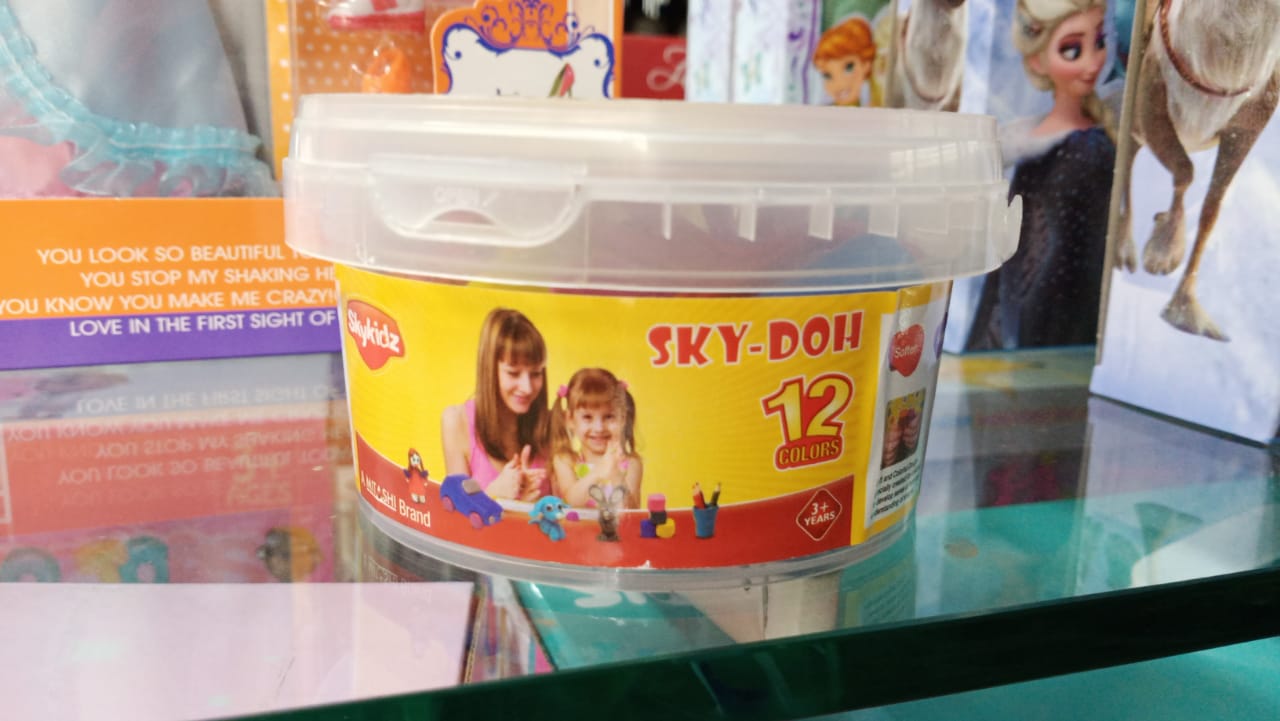 YOU LOOK SO BEAUTIFUL
YOU STOP MY SHAKING
YOU KNOW YOU MAKE ME CRAZY
LOVE IN THE FIRST SIGHT OF
Skykidz
SKY-DOH
12
COLORS
A MITASHI Brand
3+
YEARS